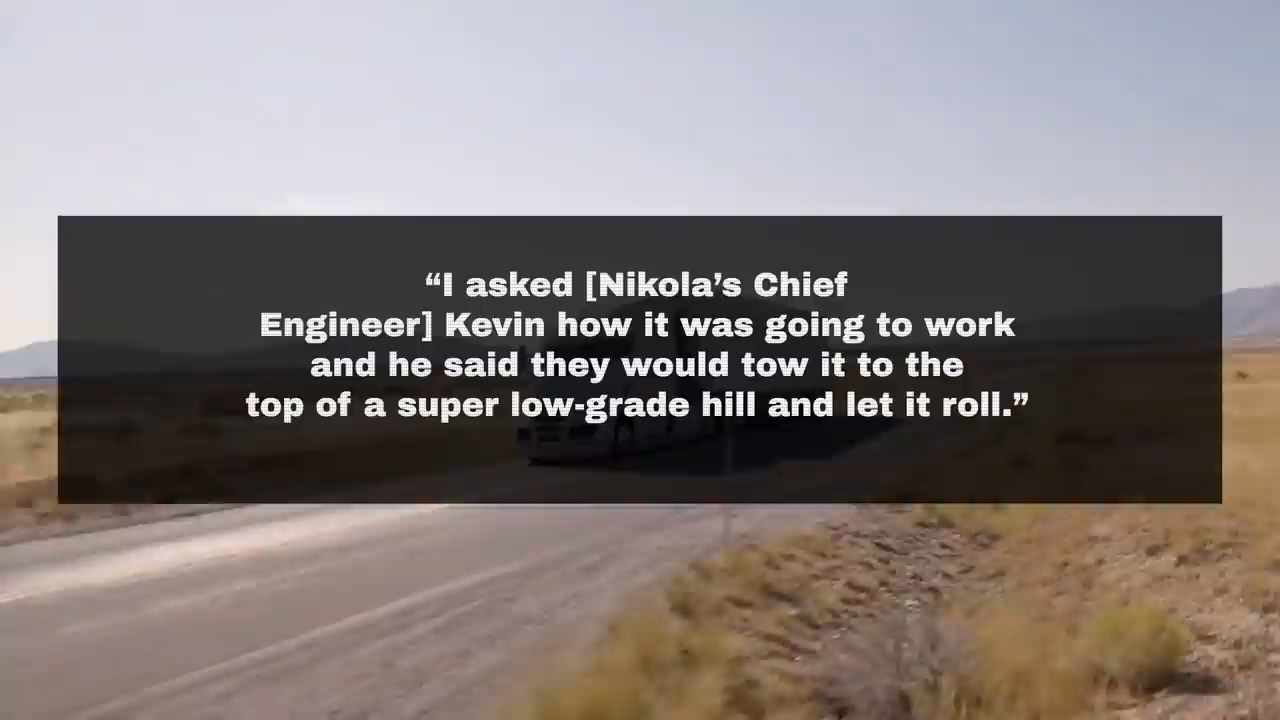 “I asked [Nikola’s Chief
Engineer] Kevin how it was going to work
and he said they would tow it to the
top of a super low-grade hill and let it roll.”